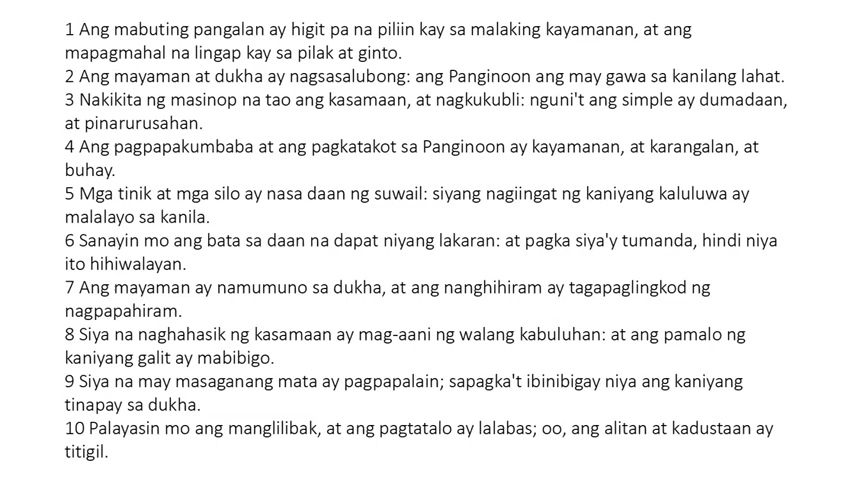 1 Ang mabuting pangalan ay higit pa na piliin kay sa malaking kayamanan, at ang
mapagmahal na lingap kay sa pilak at ginto.
2 Ang mayaman at dukha ay nagsasalubong: ang Panginoon ang may gawa sa kanilang lahat.
3 Nakikita ng masinop na tao ang kasamaan, at nagkukubli: nguni't ang simple ay dumadaan,
at pinarurusahan.
4 Ang pagpapakumbaba at ang pagkatakot sa Panginoon ay kayamanan, at karangalan, at
buhay.
5 Mga tinik at mga silo ay nasa daan ng suwail: siyang nagiingat ng kaniyang kaluluwa ay
malalayo sa kanila.
6 Sanayin mo ang bata sa daan na dapat niyang lakaran: at pagka siya'y tumanda, hindi niya
ito hihiwalayan.
7 Ang mayaman ay namumuno sa dukha, at ang nanghihiram ay tagapaglingkod ng
nagpapahiram.
8 Siya na naghahasik ng kasamaan ay mag-aani ng walang kabuluhan: at ang pamalo ng
kaniyang galit ay mabibigo.
9 Siya na may masaganang mata ay pagpapalain; sapagka't ibinibigay niya ang kaniyang
tinapay sa dukha.
10 Palayasin mo ang manglilibak, at ang pagtatalo ay lalabas; oo, ang alitan at kadustaan ay
titigil.